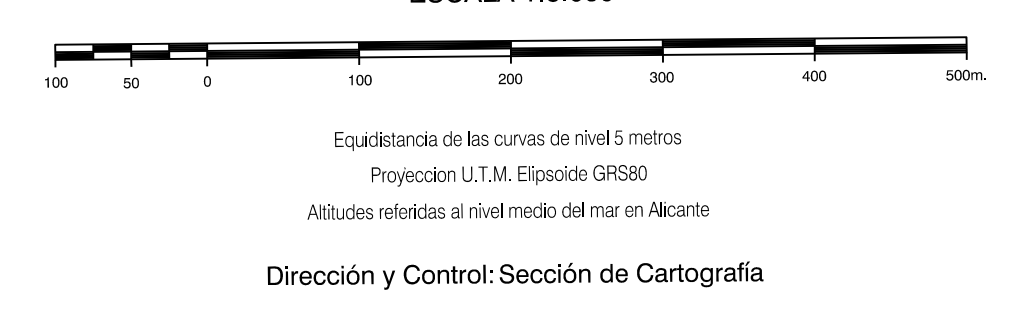 100 50 0 100 200 300 400 500m.
Equidistancia de las curvas de nivel 5 metros
Proyeccion U.T.M. Elipsoide GRS80
Altitudes referidas al nivel medio del mar en Alicante
Dirección y Control: Sección de Cartografía